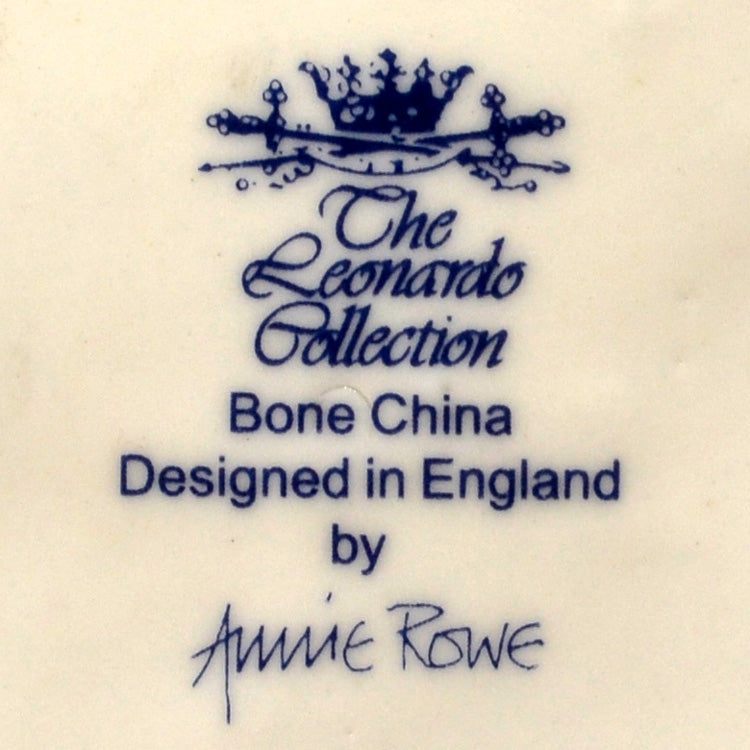 The
Leonardo
Collection
Bone China
Designed in England
by
Annie Rowe